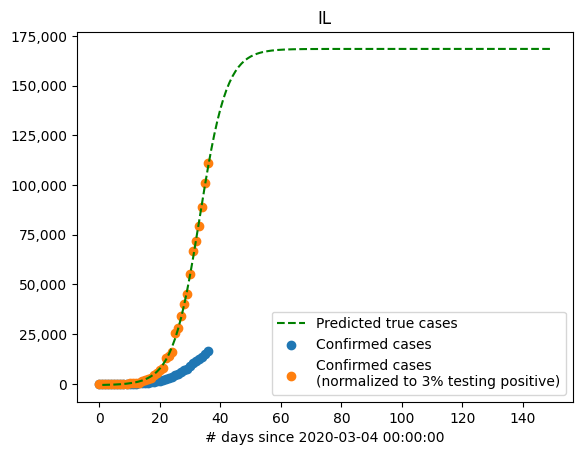 IL
175,000
150,000
125,000
100,000
75,000
50,000
25,000
0
Predicted true cases
Confirmed cases
Confirmed cases
(normalized to 3% testing positive)
0 20 40 60 80 100 120 140
# days since 2020-03-04 00:00:00